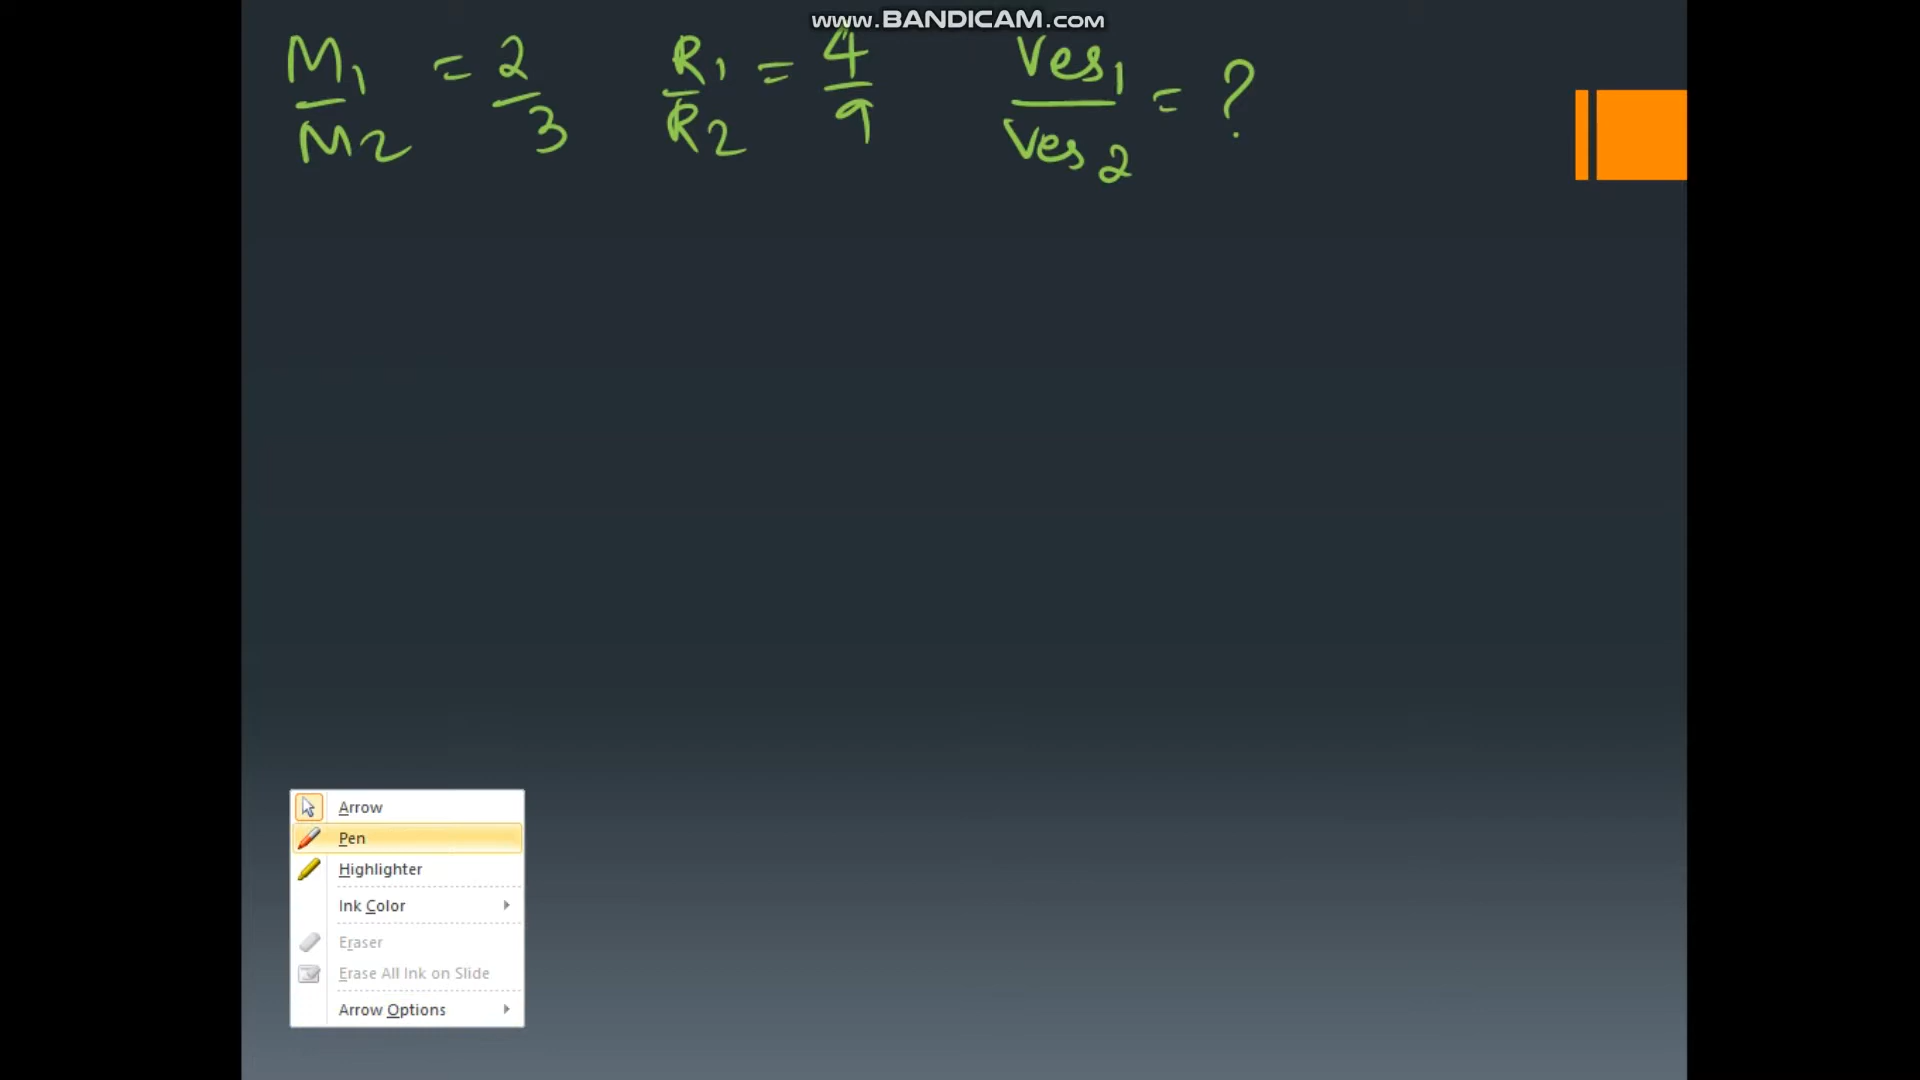 www.BANDICAM.com
M1/M2 = 2/3 R1/R2 = 4/9 Ves1/Ves2 = ?
Arrow
Pen
Highlighter
Ink Color
Eraser
Erase All Ink on Slide
Arrow Options